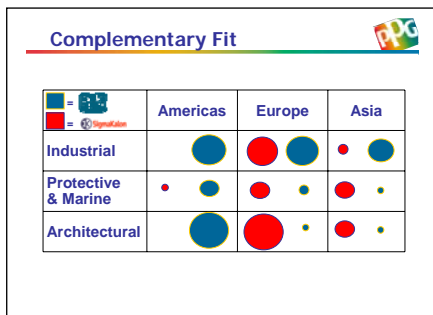 Complementary Fit
PPG
=
= SigmaKalon
Americas Europe Asia
Industrial
Protective
& Marine
Architectural